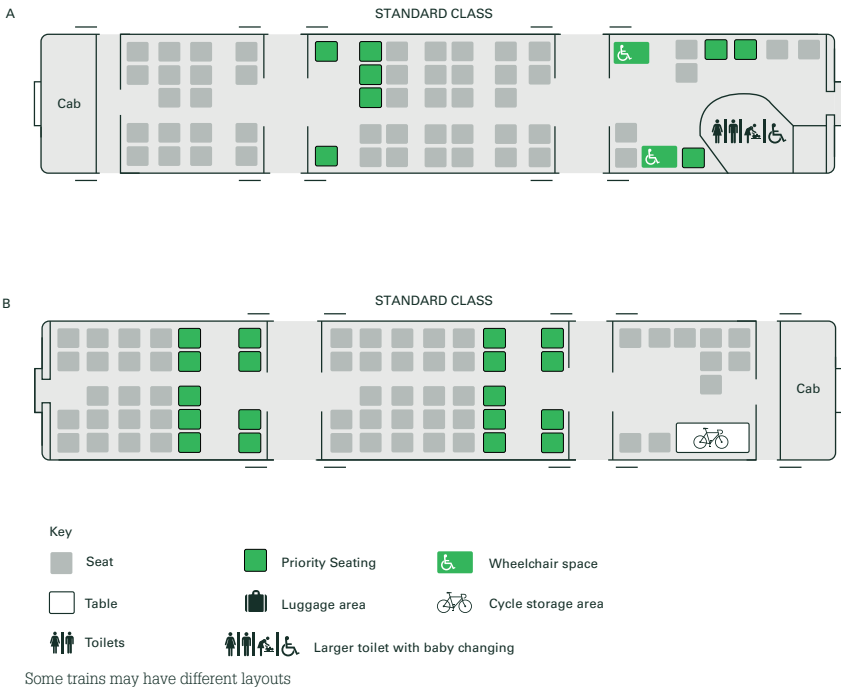 A
STANDARD CLASS
Cab
B
STANDARD CLASS
Cab
Key
Seat
Priority Seating
Wheelchair space
Table
Luggage area
Cycle storage area
Toilets
Larger toilet with baby changing
Some trains may have different layouts